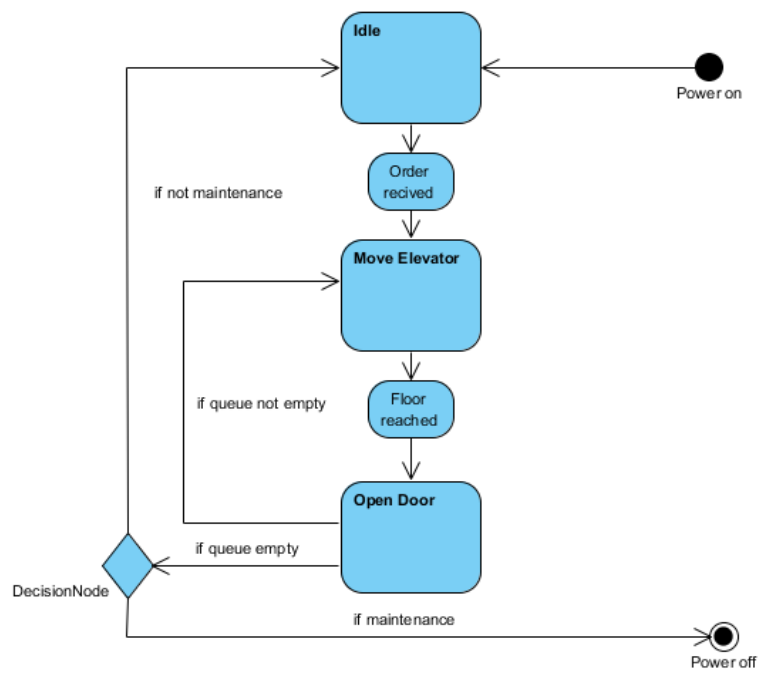 Idle
Power on
Order
recived
if not maintenance
Move Elevator
Floor
reached
if queue not empty
Open Door
if queue empty
DecisionNode
if maintenance
Power off